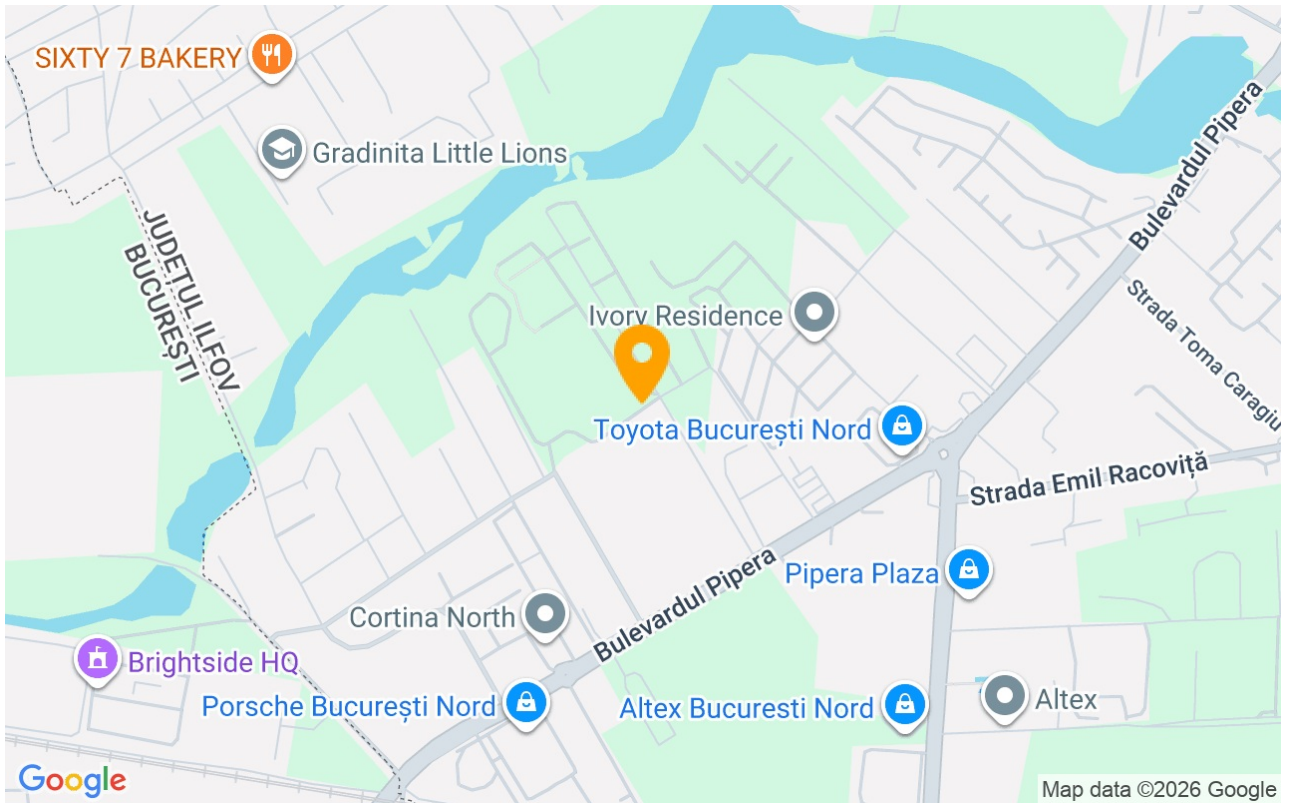 SIXTY 7 BAKERY
Gradinita Little Lions
Bulevardul Pipera
JUDEȚUL ILFOV
BUCUREȘTI
Ivory Residence
Strada Toma Caragiu
Toyota București Nord
Strada Emil Racoviță
Pipera Plaza
Bulevardul Pipera
Cortina North
Brightside HQ
Porsche București Nord
Altex Bucuresti Nord
Altex
Google
Map data ©2026 Google